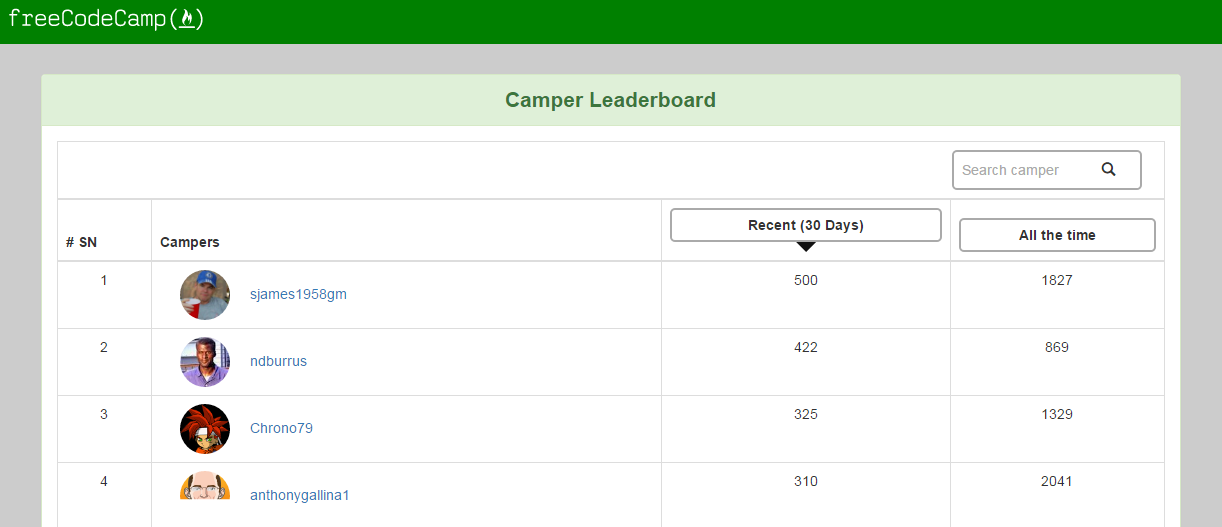 freeCodeCamp(🔥)
Camper Leaderboard
Search camper
# SN Campers Recent (30 Days) All the time
1 sjames1958gm 500 1827
2 ndburrus 422 869
3 Chrono79 325 1329
4 anthonygallina1 310 2041